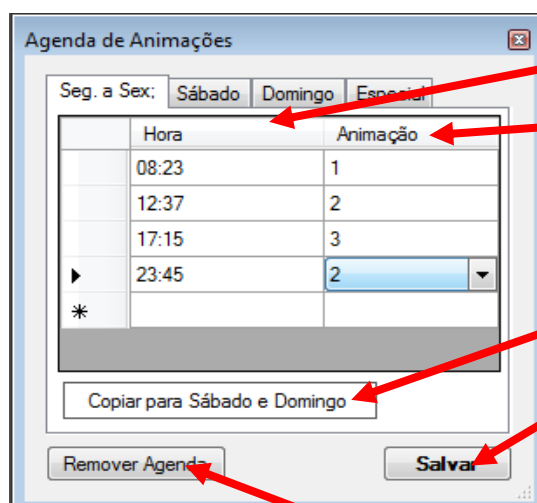 Agenda de Animações
Seg. a Sex; Sábado Domingo Especial
Hora Animação
08:23 1
12:37 2
17:15 3
23:45 2
Copiar para Sábado e Domingo
Remover Agenda Salvar